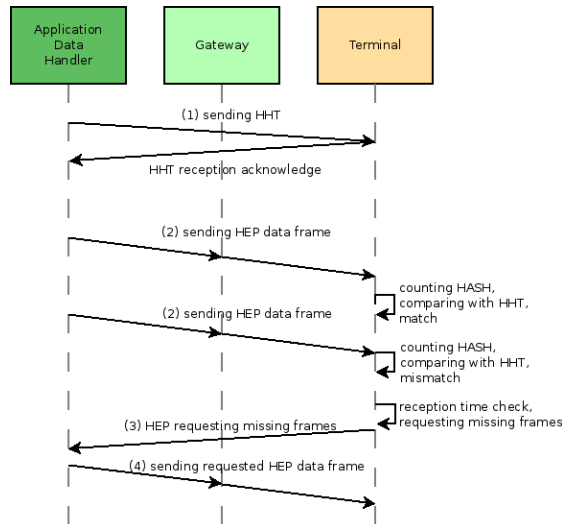 Application
Data
Handler
Gateway
Terminal
(1) sending HHT
HHT reception acknowledge
(2) sending HEP data frame
counting HASH,
comparing with HHT,
match
(2) sending HEP data frame
counting HASH,
comparing with HHT,
mismatch
reception time check,
requesting missing frames
(3) HEP requesting missing frames
(4) sending requested HEP data frame